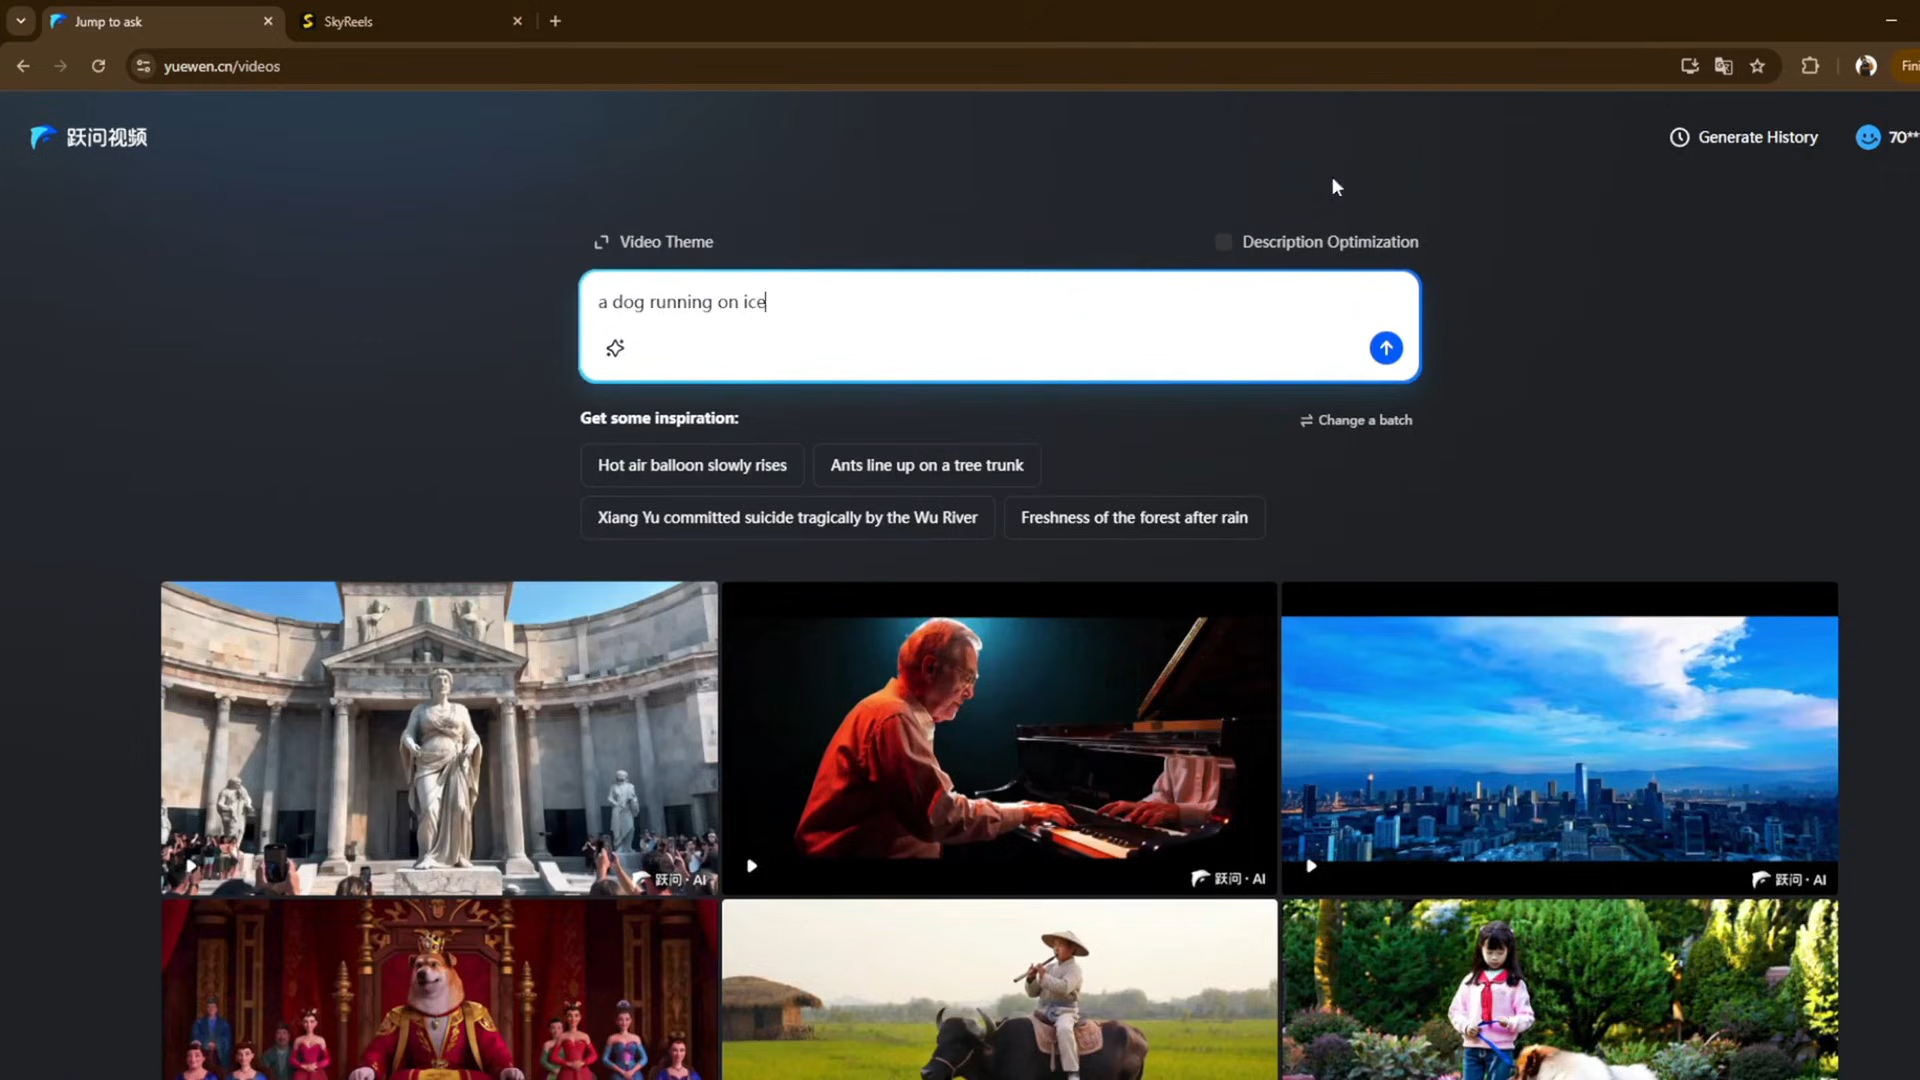 Jump to ask
SkyReels
yuewen.cn/videos
Fini
跃问视频
Generate History
70**
Video Theme
Description Optimization
a dog running on ice
Get some inspiration:
Change a batch
Hot air balloon slowly rises
Ants line up on a tree trunk
Xiang Yu committed suicide tragically by the Wu River
Freshness of the forest after rain
跃问·AI
跃问·AI
跃问·AI